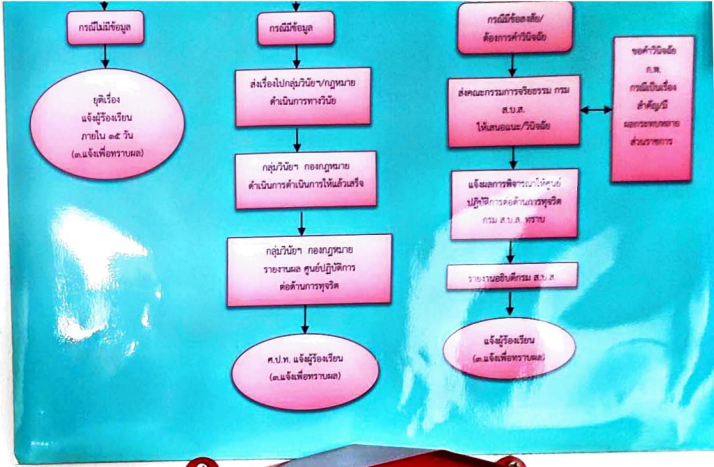 กรณีไม่มีข้อมูล
ยุติเรื่อง
แจ้งผู้ร้องเรียน
ภายใน ๑๕ วัน
(๓.แจ้งเพื่อทราบผล)
กรณีมีข้อมูล
ส่งเรื่องไปกลุ่มวินัยฯ/กฎหมาย
ดำเนินการทางวินัย
กลุ่มวินัยฯ กองกฎหมาย
ดำเนินการดำเนินการให้แล้วเสร็จ
กลุ่มวินัยฯ กองกฎหมาย
รายงานผล ศูนย์ปฏิบัติการ
ต่อต้านการทุจริต
ศ.ป.ท. แจ้งผู้ร้องเรียน
(๓.แจ้งเพื่อทราบผล)
กรณีมีข้อสงสัย/
ต้องการคำวินิจฉัย
ส่งคณะกรรมการจริยธรรม กรม
ส.บ.ส.
ให้เสนอแนะ/วินิจฉัย
แจ้งผลการพิจารณาให้ศูนย์
ปฏิบัติการต่อต้านการทุจริต
กรม ส.บ.ส. ทราบ
รายงานอธิบดีกรม ส.บ.ส.
แจ้งผู้ร้องเรียน
(๓.แจ้งเพื่อทราบผล)
ขอคำวินิจฉัย
ก.พ.
กรณีเป็นเรื่อง
สำคัญ/มี
ผลกระทบหลาย
ส่วนราชการ